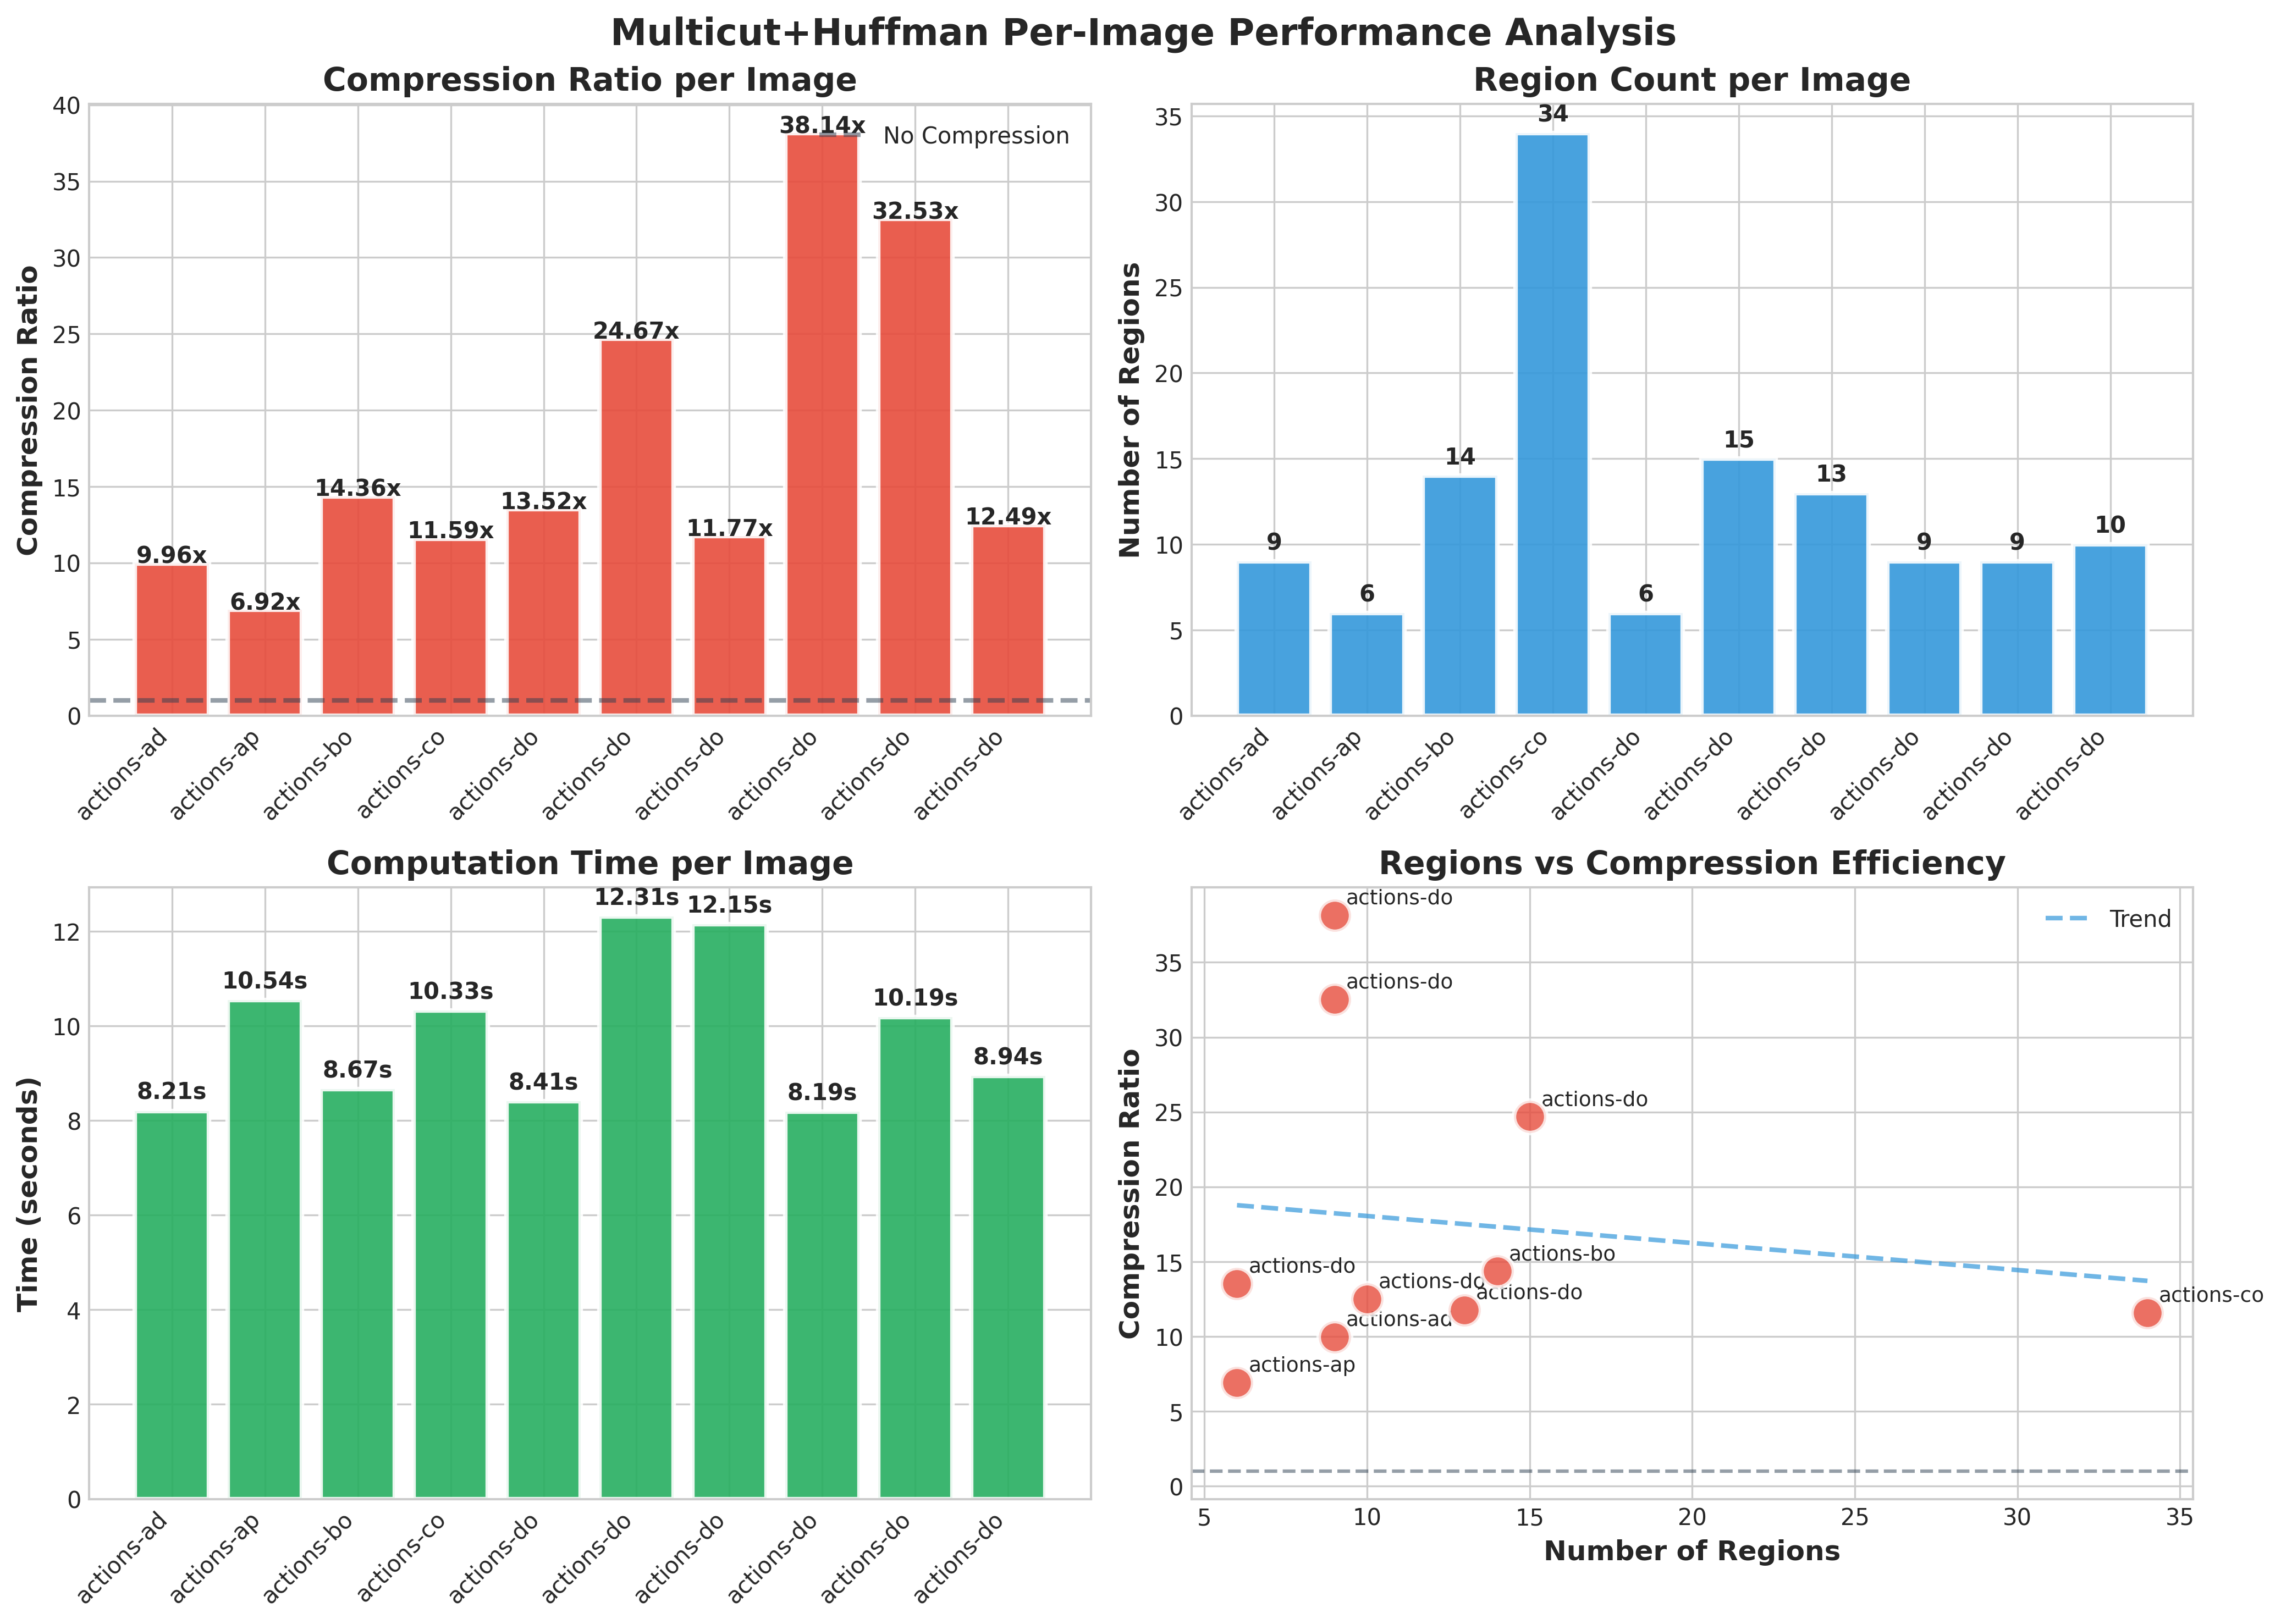 Multicut+Huffman Per-Image Performance Analysis
Compression Ratio per Image
Compression Ratio
40
35
30
25
20
15
10
5
0
No Compression
9.96x
6.92x
14.36x
11.59x
13.52x
24.67x
11.77x
38.14x
32.53x
12.49x
actions-ad
actions-ap
actions-bo
actions-co
actions-do
actions-do
actions-do
actions-do
actions-do
actions-do
Region Count per Image
Number of Regions
35
30
25
20
15
10
5
0
9
6
14
34
6
15
13
9
9
10
actions-ad
actions-ap
actions-bo
actions-co
actions-do
actions-do
actions-do
actions-do
actions-do
actions-do
Computation Time per Image
Time (seconds)
12
10
8
6
4
2
0
8.21s
10.54s
8.67s
10.33s
8.41s
12.31s
12.15s
8.19s
10.19s
8.94s
actions-ad
actions-ap
actions-bo
actions-co
actions-do
actions-do
actions-do
actions-do
actions-do
actions-do
Regions vs Compression Efficiency
Compression Ratio
35
30
25
20
15
10
5
0
Trend
actions-do
actions-do
actions-do
actions-bo
actions-do
actions-do
actions-do
actions-co
actions-ad
actions-ap
5
10
15
20
25
30
35
Number of Regions